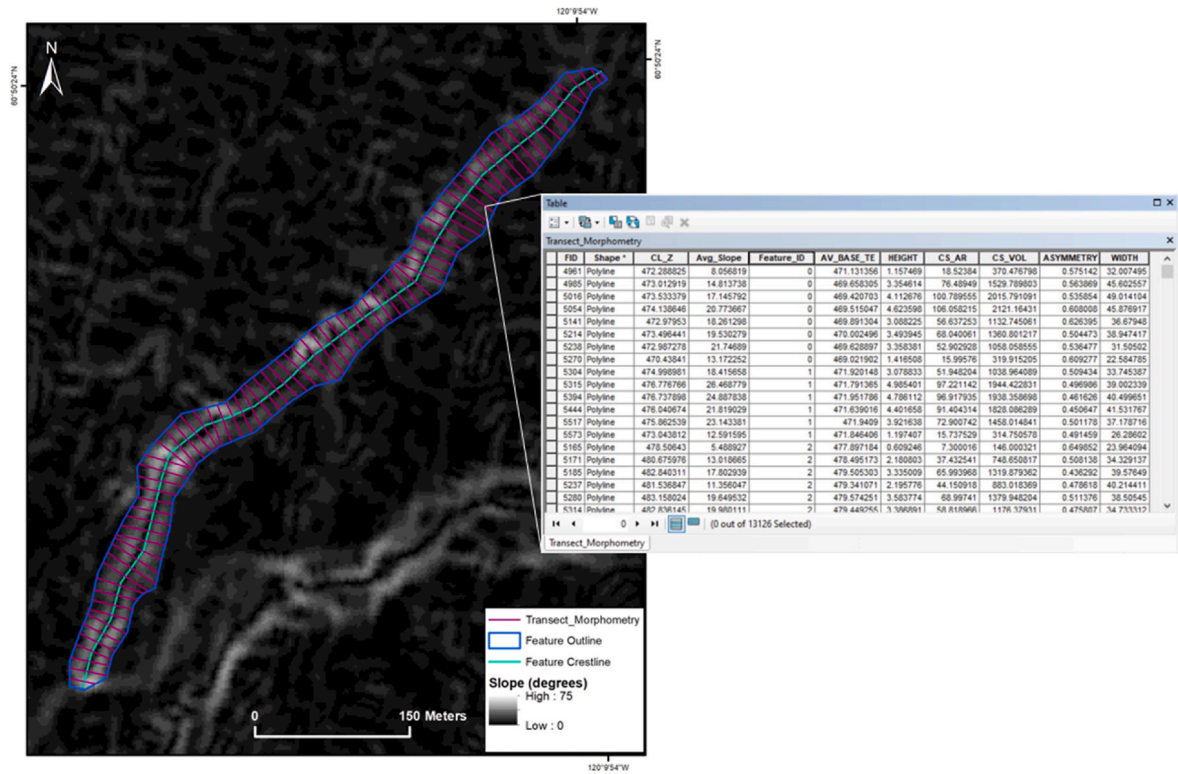 120°9'54"W
N
60°50'24"N
60°50'24"N
Table
Transect_Morphometry
FID Shape * CL_Z Avg_Slope Feature_ID AV_BASE_TE HEIGHT CS_AR CS_VOL ASYMMETRY WIDTH
4961 Polyline 472.288825 8.056819 0 471.131356 1.157469 18.52384 370.476798 0.575142 32.007495
4985 Polyline 473.012919 14.813738 0 469.658305 3.354614 76.48949 1529.789803 0.563869 45.602557
5016 Polyline 473.533379 17.145792 0 469.420703 4.112676 100.789555 2015.791091 0.535854 49.014104
5054 Polyline 474.138646 20.773667 0 469.515047 4.623598 106.058215 2121.16431 0.608008 45.876917
5141 Polyline 472.97953 18.261298 0 469.891304 3.088225 56.637253 1132.745061 0.626395 36.67948
5214 Polyline 473.496441 19.530279 0 470.002496 3.493945 68.040061 1360.801217 0.504473 38.947417
5238 Polyline 472.987278 21.74689 0 469.628897 3.358381 52.902928 1058.058555 0.536477 31.50502
5270 Polyline 470.43841 13.172252 0 469.021902 1.416508 15.99576 319.915205 0.609277 22.584785
5304 Polyline 474.998981 18.415658 1 471.920148 3.078833 51.948204 1038.964089 0.509434 33.745387
5315 Polyline 476.776766 26.468779 1 471.791365 4.985401 97.221142 1944.422831 0.496986 39.002339
5394 Polyline 476.737898 24.887838 1 471.951786 4.786112 96.917935 1938.358698 0.461626 40.499651
5444 Polyline 476.040674 21.819029 1 471.639016 4.401658 91.404314 1828.086289 0.450647 41.531767
5517 Polyline 475.862539 23.143381 1 471.9409 3.921638 72.900742 1458.014841 0.501178 37.178716
5573 Polyline 473.043812 12.591595 1 471.846406 1.197407 15.737529 314.750578 0.491459 26.28602
5165 Polyline 478.50643 5.488927 2 477.897184 0.609246 7.300016 146.000321 0.649852 23.964094
5171 Polyline 480.675976 13.018665 2 478.495173 2.180803 37.432541 748.650817 0.508138 34.329137
5185 Polyline 482.840311 17.802939 2 479.505303 3.335009 65.993968 1319.879362 0.436292 39.57649
5237 Polyline 481.536847 11.356047 2 479.341071 2.195776 44.150918 883.018369 0.478618 40.214411
5280 Polyline 483.158024 19.649532 2 479.574251 3.583774 68.99741 1379.948204 0.511376 38.50545
5314 Polyline 482.836145 19.980111 2 479.449255 3.386891 58.818966 1176.37931 0.475807 34.733312
0 (0 out of 13126 Selected)
Transect_Morphometry
Transect_Morphometry
Feature Outline
Feature Crestline
Slope (degrees)
High : 75
Low : 0
0 150 Meters
120°9'54"W